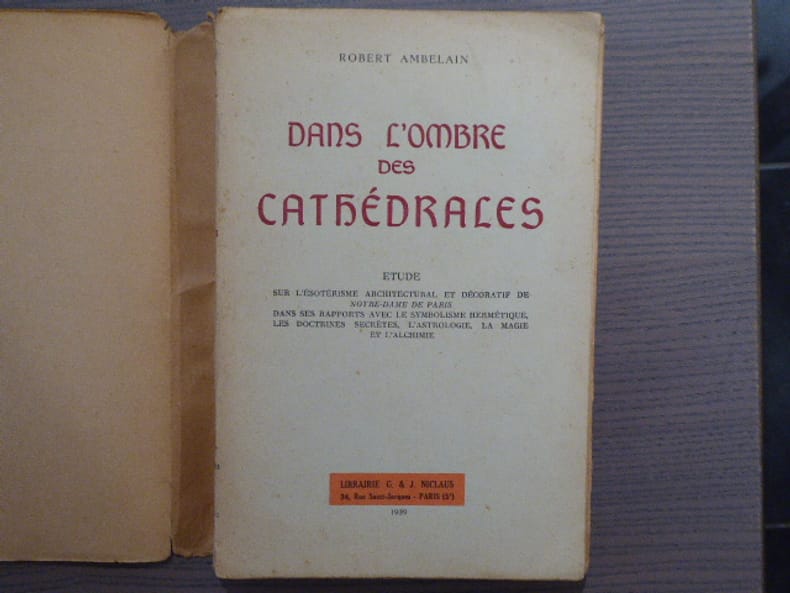 ROBERT AMBELAIN
DANS L'OMBRE
DES
CATHÉDRALES
ETUDE
SUR L'ÉSOTÉRISME ARCHITECTURAL ET DÉCORATIF DE
NOTRE-DAME DE PARIS
DANS SES RAPPORTS AVEC LE SYMBOLISME HERMÉTIQUE,
LES DOCTRINES SECRÈTES, L'ASTROLOGIE, LA MAGIE
ET L'ALCHIMIE
LIBRAIRIE G. & J. NICLAUS
34, Rue Saint-Jacques - PARIS (5ᵉ)
1939